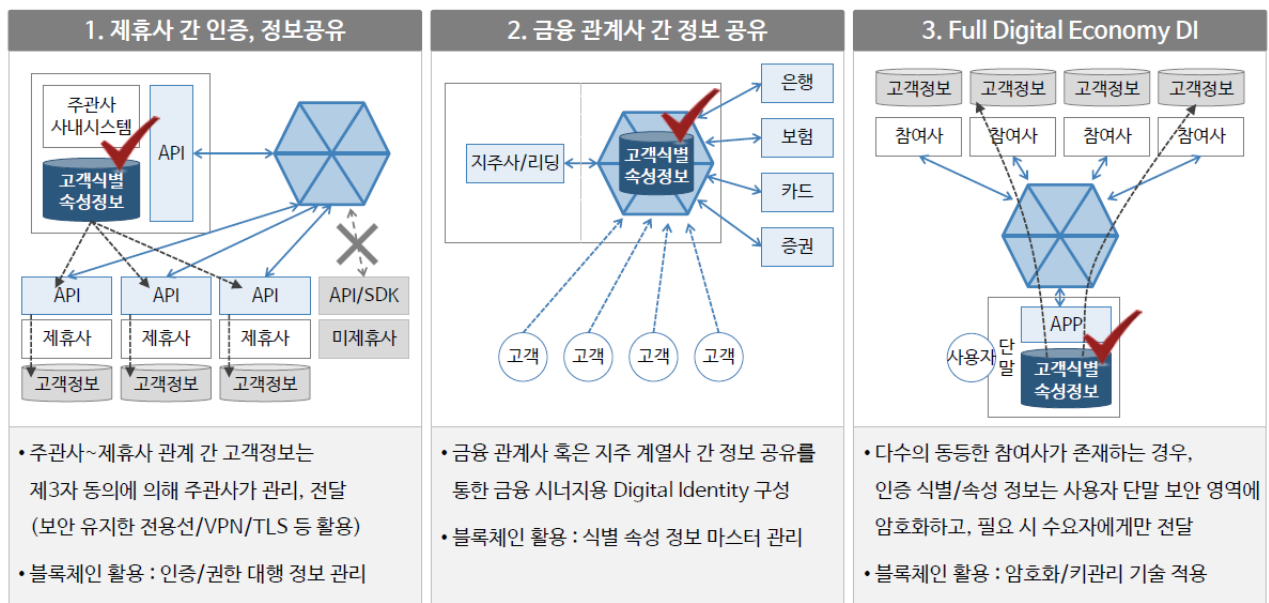 1. 제휴사 간 인증, 정보공유
주관사
사내시스템
API
고객식별
속성정보
API
API
API
API/SDK
제휴사
제휴사
제휴사
미제휴사
고객정보
고객정보
고객정보
• 주관사~제휴사 관계 간 고객정보는
제3자 동의에 의해 주관사가 관리, 전달
(보안 유지한 전용선/VPN/TLS 등 활용)
• 블록체인 활용 : 인증/권한 대행 정보 관리
2. 금융 관계사 간 정보 공유
지주사/리딩
고객식별
속성정보
은행
보험
카드
증권
고객
고객
고객
고객
• 금융 관계사 혹은 지주 계열사 간 정보 공유를
통한 금융 시너지용 Digital Identity 구성
• 블록체인 활용 : 식별 속성 정보 마스터 관리
3. Full Digital Economy DI
고객정보
고객정보
고객정보
고객정보
참여사
참여사
참여사
참여사
APP
사용자
단말
고객식별
속성정보
• 다수의 동등한 참여사가 존재하는 경우,
인증 식별/속성 정보는 사용자 단말 보안 영역에
암호화하고, 필요 시 수요자에게만 전달
• 블록체인 활용 : 암호화/키관리 기술 적용